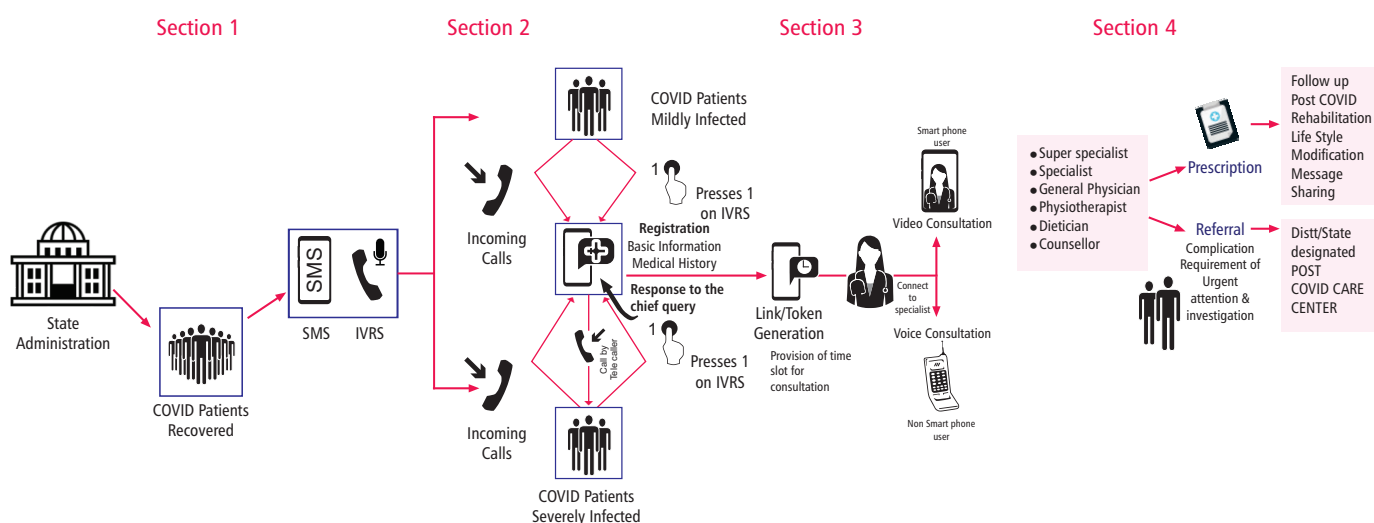 Section 1
Section 2
Section 3
Section 4
State
Administration
COVID Patients
Recovered
SMS
SMS
IVRS
Incoming
Calls
Incoming
Calls
COVID Patients
Mildly Infected
1
Presses 1
on IVRS
Registration
Basic Information
Medical History
Response to the
chief query
Call by
Tele caller
1
Presses 1
on IVRS
COVID Patients
Severely Infected
Link/Token
Generation
Provision of time
slot for
consultation
Connect
to
specialist
Smart phone
user
Video Consultation
Voice Consultation
Non Smart phone
user
● Super specialist
● Specialist
● General Physician
● Physiotherapist
● Dietician
● Counsellor
Prescription
Follow up
Post COVID
Rehabilitation
Life Style
Modification
Message
Sharing
Referral
Complication
Requirement of
Urgent
attention &
investigation
Distt/State
designated
POST
COVID CARE
CENTER